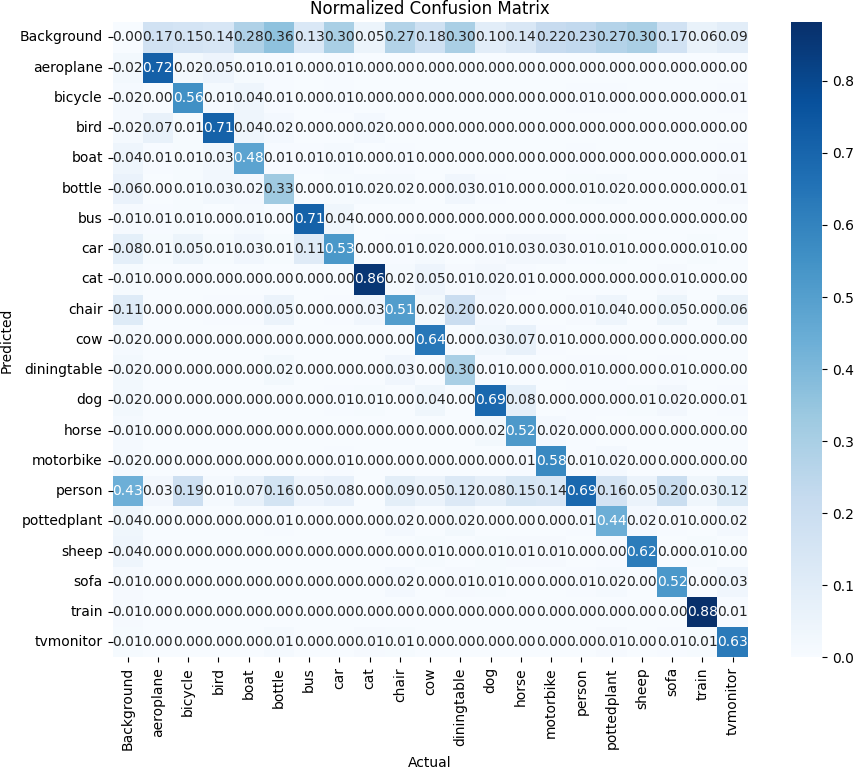 Normalized Confusion Matrix
Background 0.00 0.17 0.15 0.14 0.28 0.36 0.13 0.30 0.05 0.27 0.18 0.30 0.10 0.14 0.22 0.23 0.27 0.30 0.17 0.06 0.09
aeroplane 0.02 0.72 0.02 0.05 0.01 0.01 0.00 0.01 0.00 0.00 0.00 0.00 0.00 0.00 0.00 0.00 0.00 0.00 0.00 0.00 0.00
bicycle 0.02 0.00 0.56 0.01 0.04 0.01 0.00 0.01 0.00 0.00 0.00 0.00 0.00 0.00 0.00 0.01 0.00 0.00 0.00 0.00 0.01
bird 0.02 0.07 0.01 0.71 0.04 0.02 0.00 0.00 0.02 0.00 0.00 0.00 0.00 0.00 0.00 0.00 0.00 0.00 0.00 0.00 0.00
boat 0.04 0.01 0.01 0.03 0.48 0.01 0.01 0.01 0.00 0.01 0.00 0.00 0.00 0.00 0.00 0.00 0.00 0.00 0.00 0.00 0.01
bottle 0.06 0.00 0.01 0.03 0.02 0.33 0.00 0.01 0.02 0.02 0.00 0.03 0.01 0.00 0.00 0.01 0.02 0.00 0.00 0.00 0.01
bus 0.01 0.01 0.01 0.00 0.01 0.00 0.71 0.04 0.00 0.00 0.00 0.00 0.00 0.00 0.00 0.00 0.00 0.00 0.00 0.00 0.00
car 0.08 0.01 0.05 0.01 0.03 0.01 0.11 0.53 0.00 0.01 0.02 0.00 0.01 0.03 0.03 0.01 0.01 0.00 0.00 0.01 0.00
cat 0.01 0.00 0.00 0.00 0.00 0.00 0.00 0.00 0.86 0.02 0.05 0.01 0.02 0.01 0.00 0.00 0.00 0.00 0.01 0.00 0.00
chair 0.11 0.00 0.00 0.00 0.00 0.05 0.00 0.00 0.03 0.51 0.02 0.20 0.02 0.00 0.00 0.01 0.04 0.00 0.05 0.00 0.06
cow 0.02 0.00 0.00 0.00 0.00 0.00 0.00 0.00 0.00 0.00 0.64 0.00 0.03 0.07 0.01 0.00 0.00 0.00 0.00 0.00 0.00
diningtable 0.02 0.00 0.00 0.00 0.00 0.02 0.00 0.00 0.00 0.03 0.00 0.30 0.01 0.00 0.00 0.01 0.00 0.00 0.01 0.00 0.00
dog 0.02 0.00 0.00 0.00 0.00 0.00 0.00 0.01 0.01 0.00 0.04 0.00 0.69 0.08 0.00 0.00 0.00 0.01 0.02 0.00 0.01
horse 0.01 0.00 0.00 0.00 0.00 0.00 0.00 0.00 0.00 0.00 0.00 0.00 0.02 0.52 0.02 0.00 0.00 0.00 0.00 0.00 0.00
motorbike 0.02 0.00 0.00 0.00 0.00 0.00 0.00 0.01 0.00 0.00 0.00 0.00 0.00 0.01 0.58 0.01 0.02 0.00 0.00 0.00 0.00
person 0.43 0.03 0.19 0.01 0.07 0.16 0.05 0.08 0.00 0.09 0.05 0.12 0.08 0.15 0.14 0.69 0.16 0.05 0.20 0.03 0.12
pottedplant 0.04 0.00 0.00 0.00 0.00 0.01 0.00 0.00 0.00 0.02 0.00 0.02 0.00 0.00 0.00 0.01 0.44 0.02 0.01 0.00 0.02
sheep 0.04 0.00 0.00 0.00 0.00 0.00 0.00 0.00 0.00 0.00 0.01 0.00 0.01 0.01 0.01 0.00 0.00 0.62 0.00 0.01 0.00
sofa 0.01 0.00 0.00 0.00 0.00 0.00 0.00 0.00 0.00 0.02 0.00 0.01 0.01 0.00 0.00 0.01 0.02 0.00 0.52 0.00 0.03
train 0.01 0.00 0.00 0.00 0.00 0.00 0.00 0.00 0.00 0.00 0.00 0.00 0.00 0.00 0.00 0.00 0.00 0.00 0.00 0.88 0.01
tvmonitor 0.01 0.00 0.00 0.00 0.00 0.01 0.00 0.00 0.01 0.01 0.00 0.00 0.00 0.00 0.00 0.00 0.01 0.00 0.01 0.01 0.63
Background aeroplane bicycle bird boat bottle bus car cat chair cow diningtable dog horse motorbike person pottedplant sheep sofa train tvmonitor
Actual
Predicted
0.8
0.7
0.6
0.5
0.4
0.3
0.2
0.1
0.0